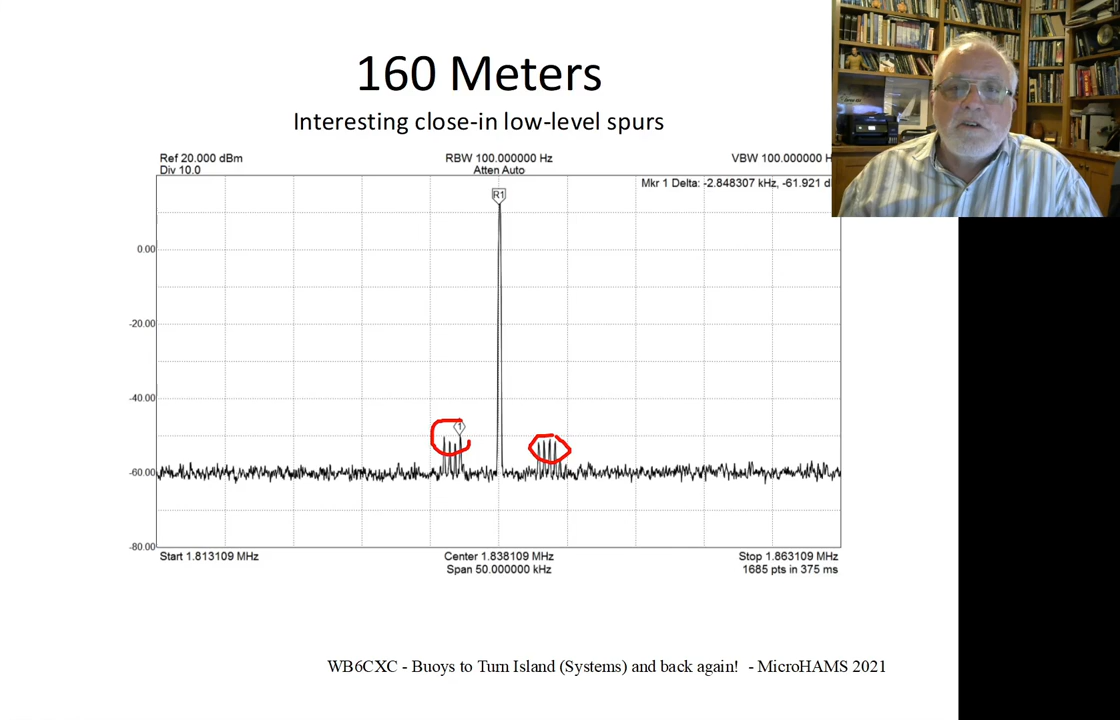 160 Meters
Interesting close-in low-level spurs
Ref 20.000 dBm RBW 100.000000 Hz VBW 100.000000 H
Div 10.0 Atten Auto
Mkr 1 Delta: -2.848307 kHz, -61.921 d
R1
0.00
-20.00
-40.00
1
-60.00
-80.00
Start 1.813109 MHz Center 1.838109 MHz Stop 1.863109 MHz
Span 50.000000 kHz 1685 pts in 375 ms
WB6CXC - Buoys to Turn Island (Systems) and back again! - MicroHAMS 2021